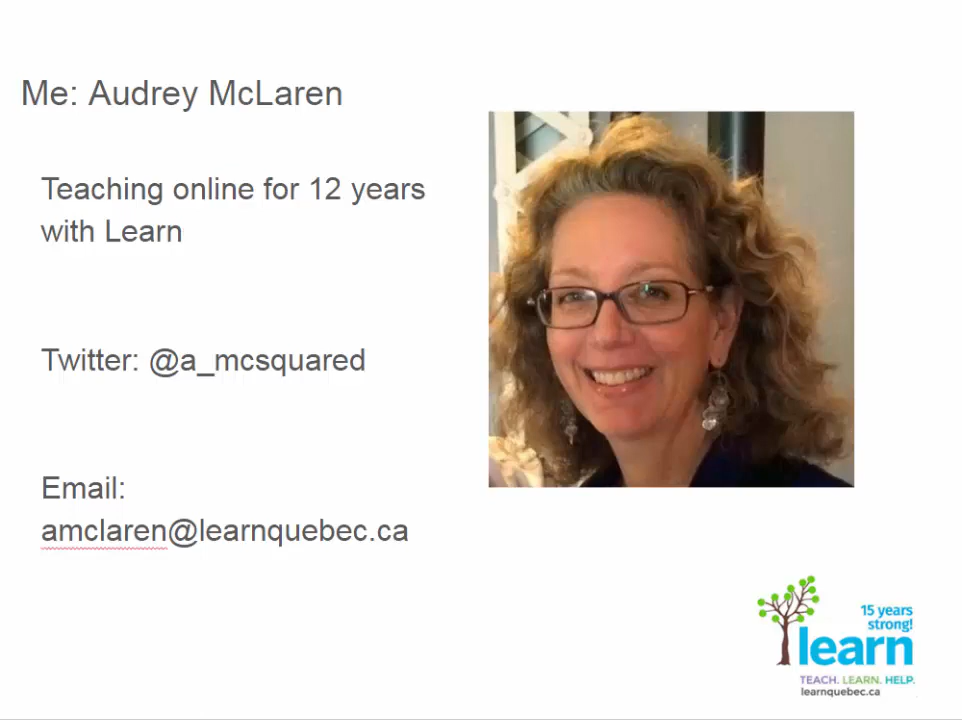 Me: Audrey McLaren
Teaching online for 12 years
with Learn
Twitter: @a_mcsquared
Email:
amclaren@learnquebec.ca
15 years
strong!
learn
TEACH. LEARN. HELP.
learnquebec.ca